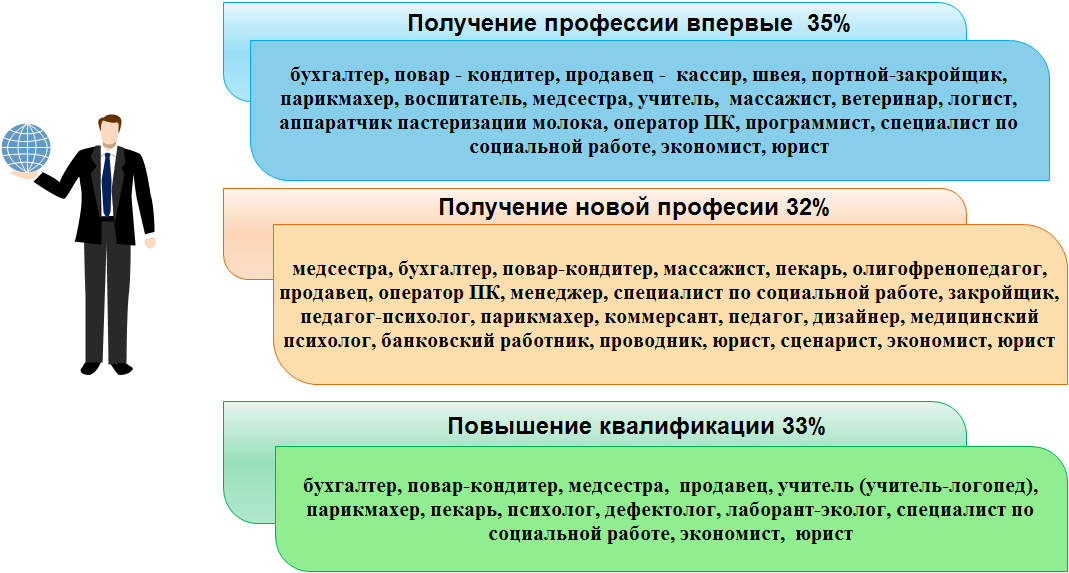 Получение профессии впервые  35%
бухгалтер, повар - кондитер, продавец -  кассир, швея, портной-закройщик,
парикмахер, воспитатель, медсестра, учитель,  массажист, ветеринар, логист,
аппаратчик пастеризации молока, оператор ПК, программист, специалист по
социальной работе, экономист, юрист
Получение новой професии 32%
медсестра, бухгалтер, повар-кондитер, массажист, пекарь, олигофренопедагог,
продавец, оператор ПК, менеджер, специалист по социальной работе, закройщик,
педагог-психолог, парикмахер, коммерсант, педагог, дизайнер, медицинский
психолог, банковский работник, проводник, юрист, сценарист, экономист, юрист
Повышение квалификации 33%
бухгалтер, повар-кондитер, медсестра,  продавец, учитель (учитель-логопед),
парикмахер, пекарь, психолог, дефектолог, лаборант-эколог, специалист по
социальной работе, экономист,  юрист